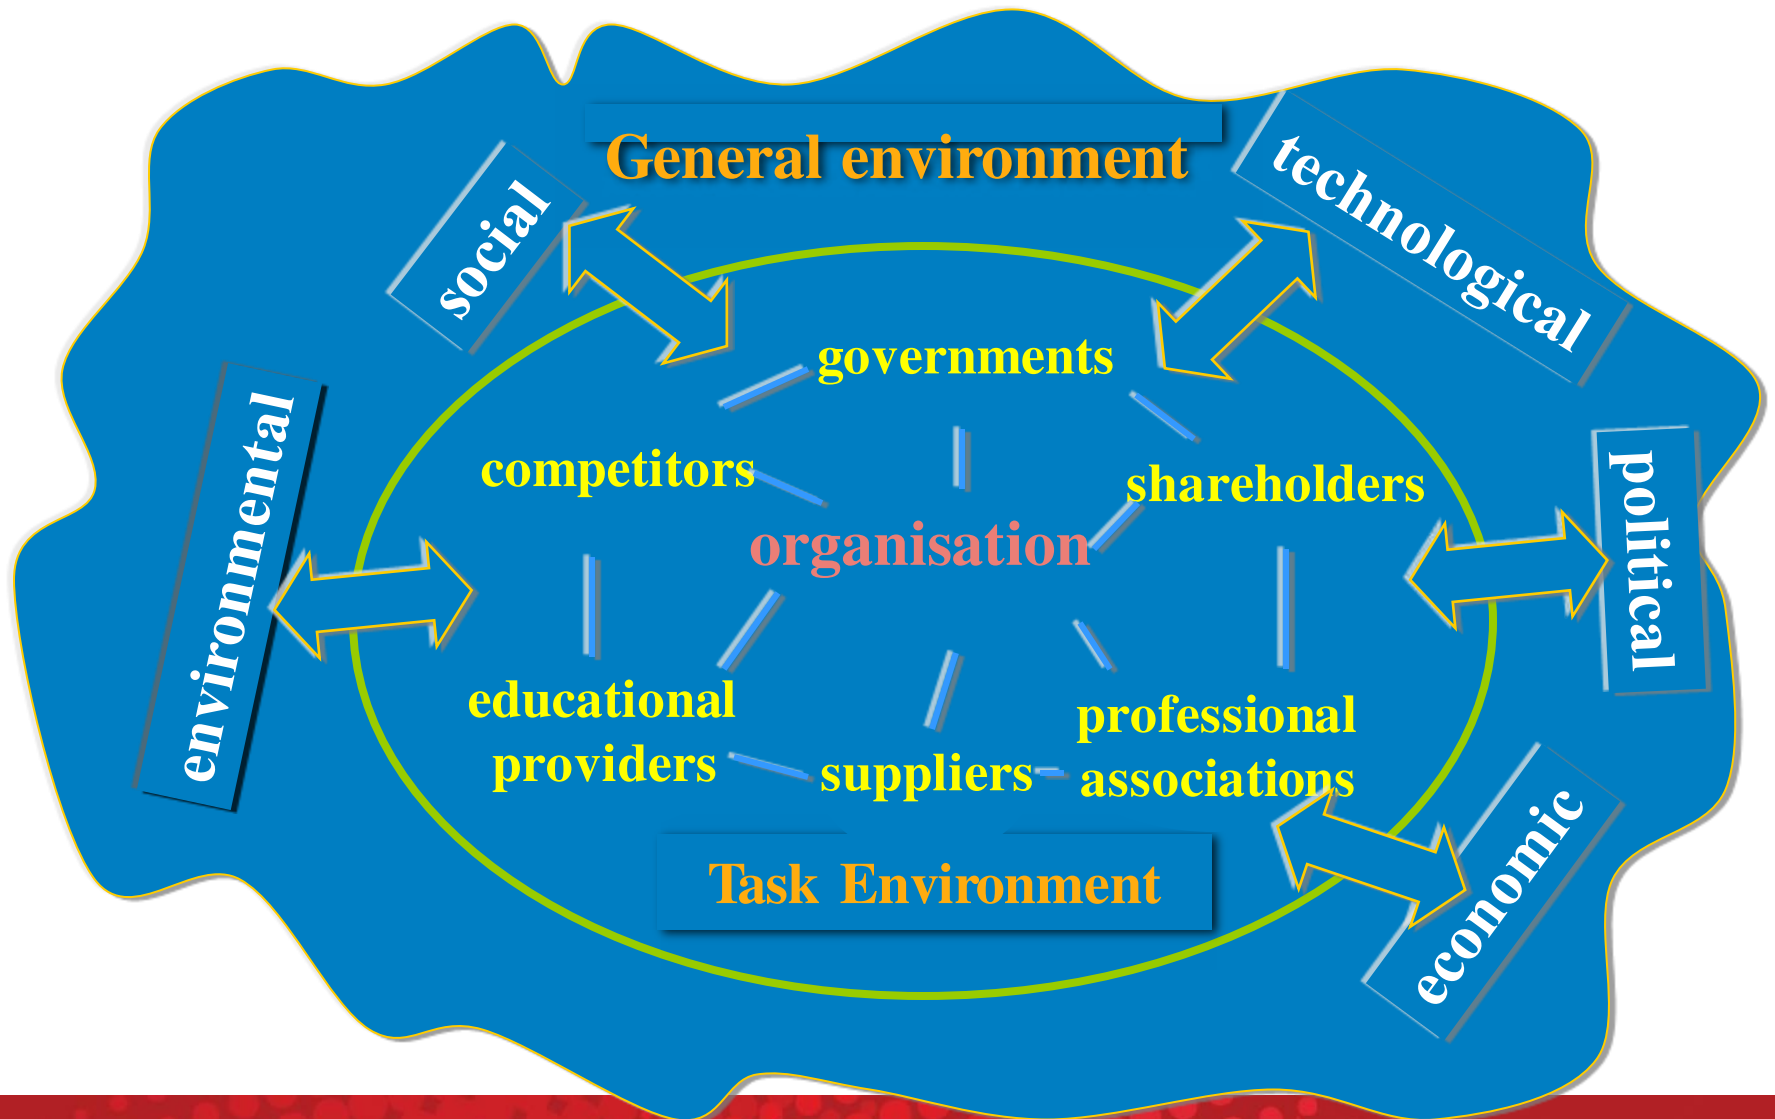 General environment
social
technological
environmental
governments
competitors
shareholders
political
organisation
educational
providers
suppliers
professional
associations
economic
Task Environment